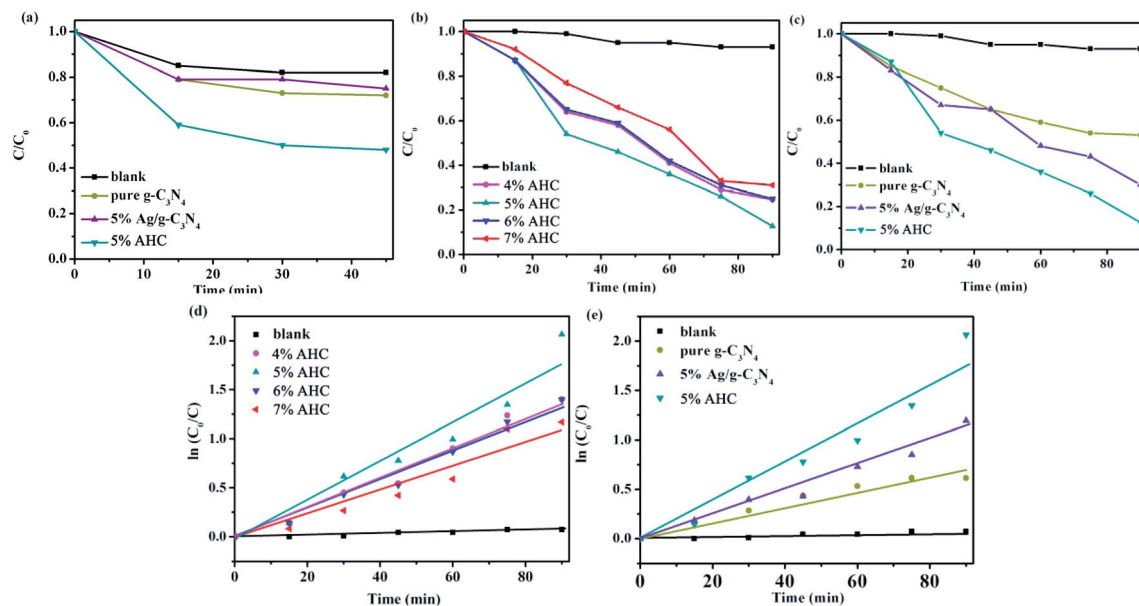 (a)
1.0
0.8
0.6
0.4
0.2
0.0
C/C₀
blank
pure g-C₃N₄
5% Ag/g-C₃N₄
5% AHC
0
10
20
30
40
Time (min)
(b)
1.0
0.8
0.6
0.4
0.2
0.0
C/C₀
blank
4% AHC
5% AHC
6% AHC
7% AHC
0
20
40
60
80
Time (min)
(c)
1.0
0.8
0.6
0.4
0.2
0.0
C/C₀
blank
pure g-C₃N₄
5% Ag/g-C₃N₄
5% AHC
0
20
40
60
80
Time (min)
(d)
2.0
1.5
1.0
0.5
0.0
ln (C₀/C)
blank
4% AHC
5% AHC
6% AHC
7% AHC
0
20
40
60
80
Time (min)
(e)
2.0
1.5
1.0
0.5
0.0
ln (C₀/C)
blank
pure g-C₃N₄
5% Ag/g-C₃N₄
5% AHC
0
20
40
60
80
Time (min)